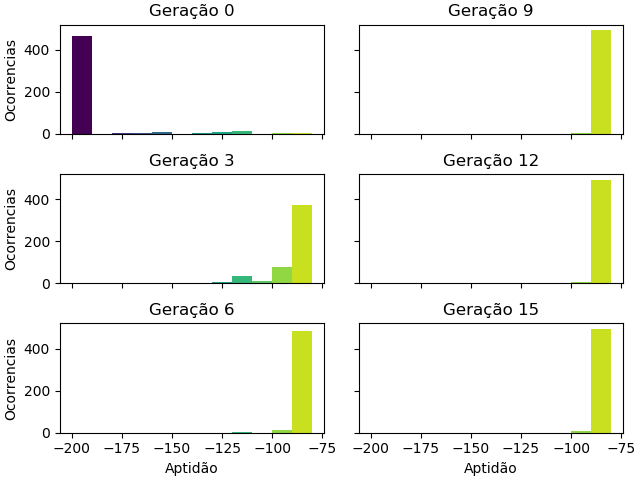 Geração 0
Geração 9
Ocorrencias
400
200
0
Geração 3
Geração 12
Ocorrencias
400
200
0
Geração 6
Geração 15
Ocorrencias
400
200
0
−200 −175 −150 −125 −100 −75
−200 −175 −150 −125 −100 −75
Aptidão
Aptidão